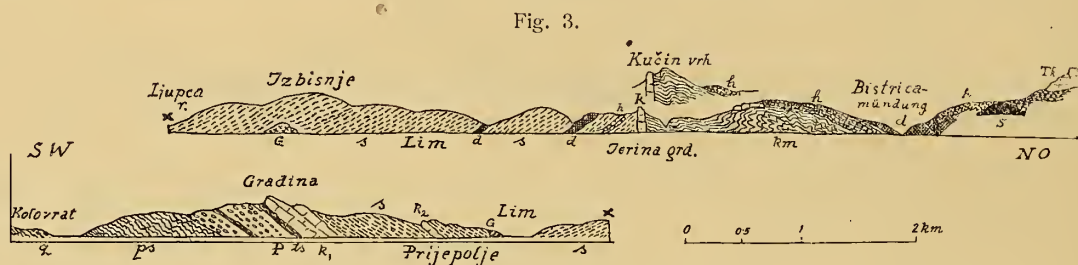 Fig. 3.
Kučin vrh
Ljupča r.
Izbisnje
h
Bistrica-
mündung
h
x
k
h
d
s
G s Lim d s d Jerina grd. km NO
SW
Gradina
Kolovrat
s
R₂
G
Lim
x
q ps P ts k₁ Prijepolje s
0 0·5 1 2 km